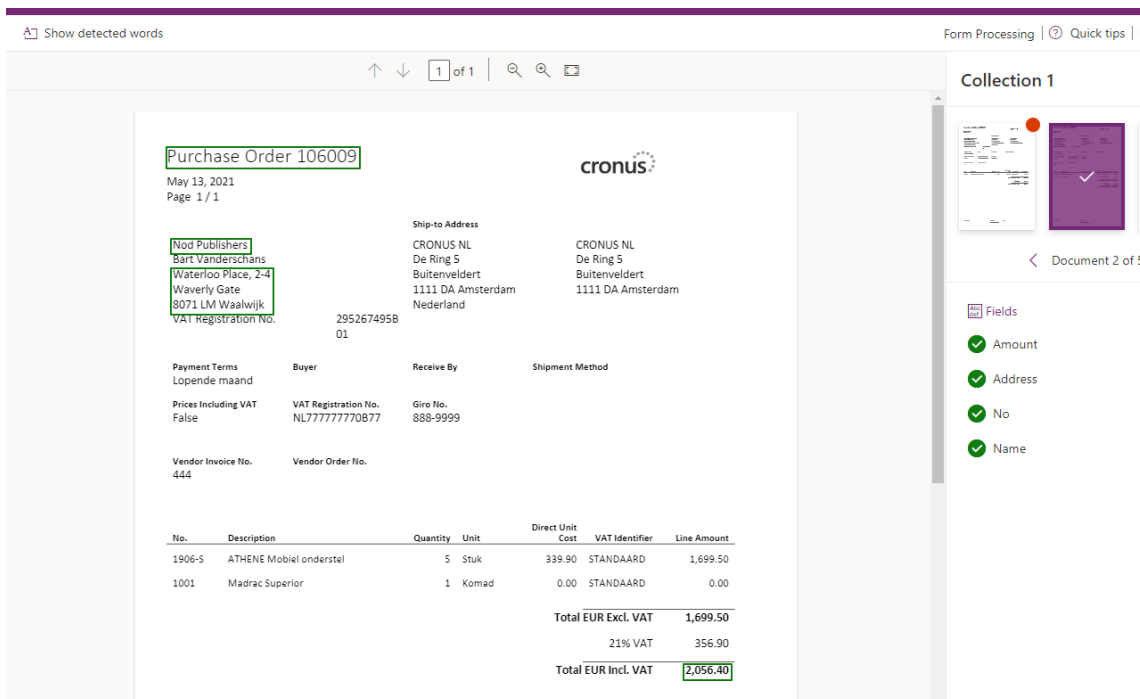 Show detected words
Form Processing | Quick tips |
1 of 1
Collection 1
Purchase Order 106009
cronus
May 13, 2021
Page 1 / 1
Ship-to Address
Nod Publishers CRONUS NL CRONUS NL
Bart Vanderschans De Ring 5 De Ring 5
Waterloo Place, 2-4 Buitenveldert Buitenveldert
Waverly Gate 1111 DA Amsterdam 1111 DA Amsterdam
8071 LM Waalwijk Nederland
VAT Registration No. 295267495B
01
Payment Terms Buyer Receive By Shipment Method
Lopende maand
Prices Including VAT VAT Registration No. Giro No.
False NL777777770B77 888-9999
Vendor Invoice No. Vendor Order No.
444
Direct Unit
No. Description Quantity Unit Cost VAT Identifier Line Amount
1906-S ATHENE Mobiel onderstel 5 Stuk 339.90 STANDAARD 1,699.50
1001 Madrac Superior 1 Komad 0.00 STANDAARD 0.00
Total EUR Excl. VAT 1,699.50
21% VAT 356.90
Total EUR Incl. VAT 2,056.40
Document 2 of 5
Fields
Amount
Address
No
Name